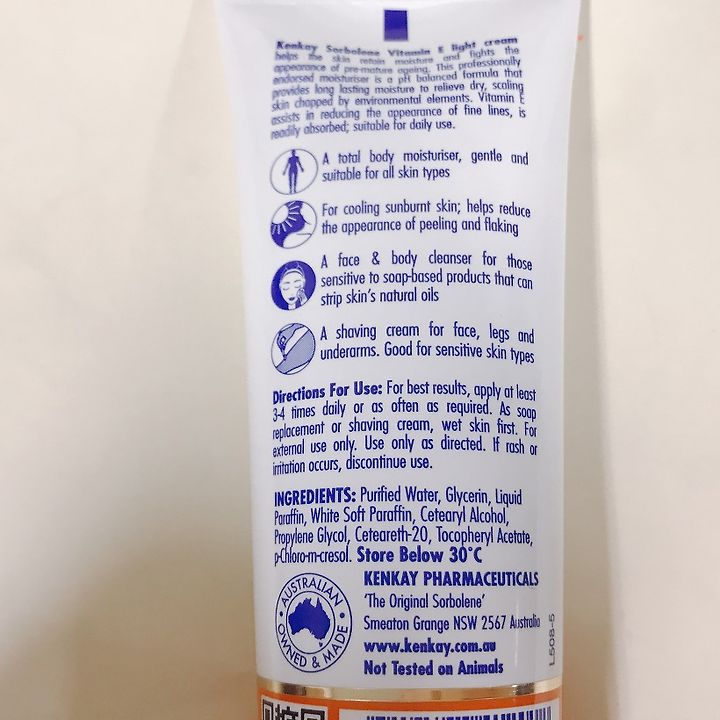 Kenkay Sorbolene Vitamin E light cream
helps the skin retain moisture and fights the
appearance of pre-mature ageing. This professionally
endorsed moisturiser is a pH balanced formula that
provides long lasting moisture to relieve dry, scaling
skin chapped by environmental elements. Vitamin E
assists in reducing the appearance of fine lines, is
readily absorbed; suitable for daily use.
A total body moisturiser, gentle and
suitable for all skin types
For cooling sunburnt skin; helps reduce
the appearance of peeling and flaking
A face & body cleanser for those
sensitive to soap-based products that can
strip skin's natural oils
A shaving cream for face, legs and
underarms. Good for sensitive skin types
Directions For Use: For best results, apply at least
3-4 times daily or as often as required. As soap
replacement or shaving cream, wet skin first. For
external use only. Use only as directed. If rash or
irritation occurs, discontinue use.
INGREDIENTS: Purified Water, Glycerin, Liquid
Paraffin, White Soft Paraffin, Cetearyl Alcohol,
Propylene Glycol, Ceteareth-20, Tocopheryl Acetate,
p-Chloro-m-cresol. Store Below 30°C
AUSTRALIAN
OWNED & MADE
KENKAY PHARMACEUTICALS
'The Original Sorbolene'
Smeaton Grange NSW 2567 Australia
www.kenkay.com.au
Not Tested on Animals
L508-5